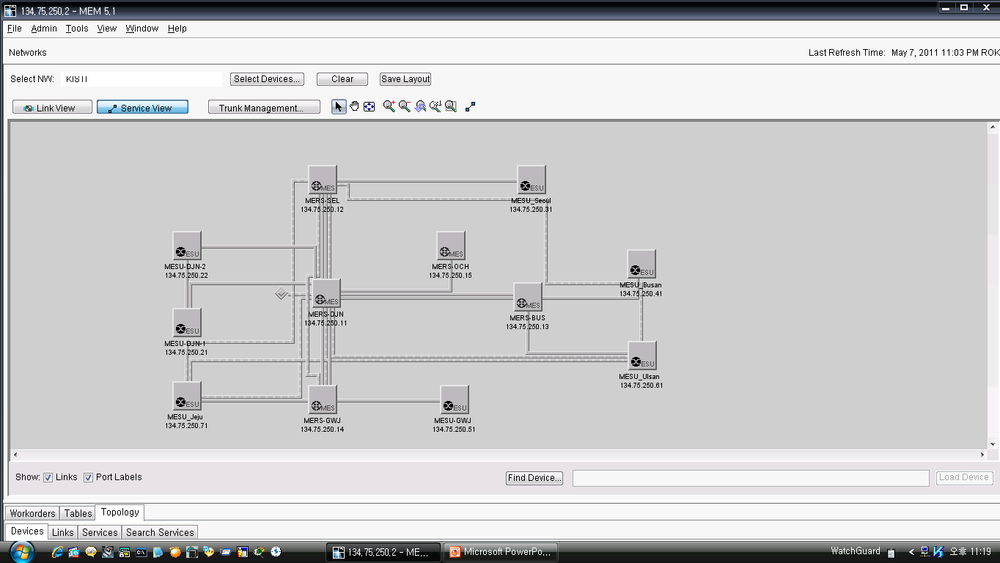 134,75,250,2 - MEM 5,1
File Admin Tools View Window Help
Networks
Last Refresh Time: May 7, 2011 11:03 PM ROK
Select NW: KISTI Select Devices... Clear Save Layout
Link View Service View Trunk Management...
MES
MERS-SEL
134.75.250.12
ESU
MESU_Seoul
134.75.250.31
ESU
MESU-DJN-2
134.75.250.22
MES
MERS-OCH
134.75.250.15
ESU
MESU_Busan
134.75.250.41
MES
MERS-DJN
134.75.250.11
MES
MERS-BUS
134.75.250.13
ESU
MESU-DJN-1
134.75.250.21
ESU
MESU_Ulsan
134.75.250.61
ESU
MESU_Jeju
134.75.250.71
MES
MERS-GWJ
134.75.250.14
ESU
MESU-GWJ
134.75.250.51
Show: Links Port Labels Find Device... Load Device
Workorders Tables Topology
Devices Links Services Search Services
134,75,250,2 - ME... Microsoft PowerPo... WatchGuard 오후 11:19